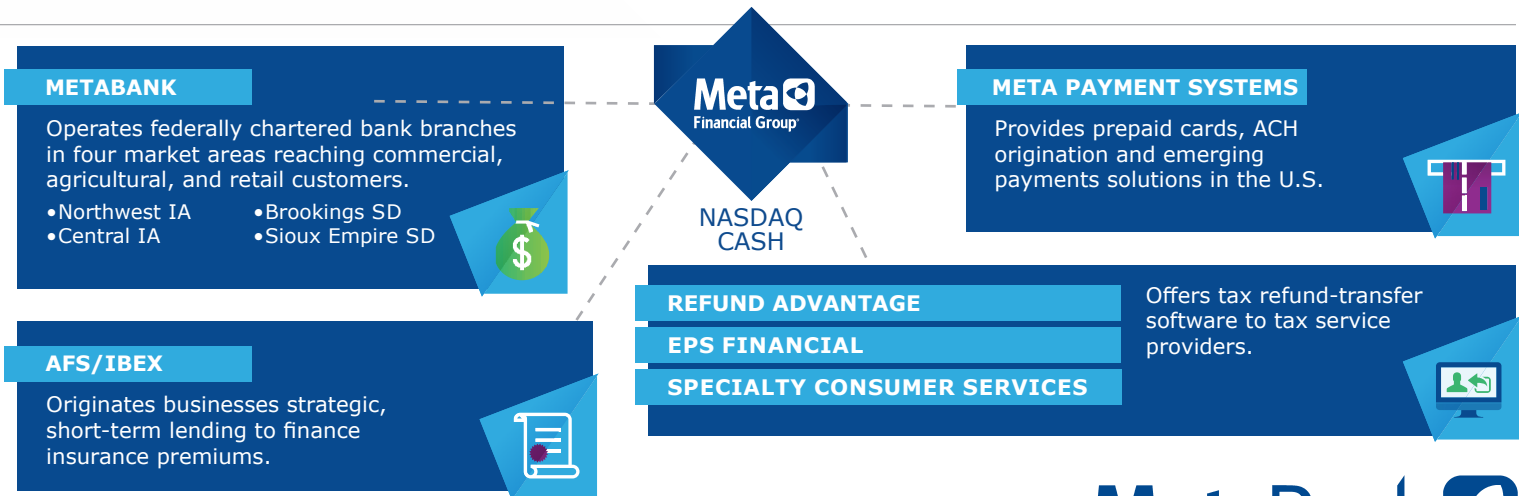 METABANK
Operates federally chartered bank branches
in four market areas reaching commercial,
agricultural, and retail customers.
•Northwest IA •Brookings SD
•Central IA •Sioux Empire SD
Meta
Financial Group
NASDAQ
CASH
META PAYMENT SYSTEMS
Provides prepaid cards, ACH
origination and emerging
payments solutions in the U.S.
AFS/IBEX
Originates businesses strategic,
short-term lending to finance
insurance premiums.
REFUND ADVANTAGE
EPS FINANCIAL
SPECIALTY CONSUMER SERVICES
Offers tax refund-transfer
software to tax service
providers.